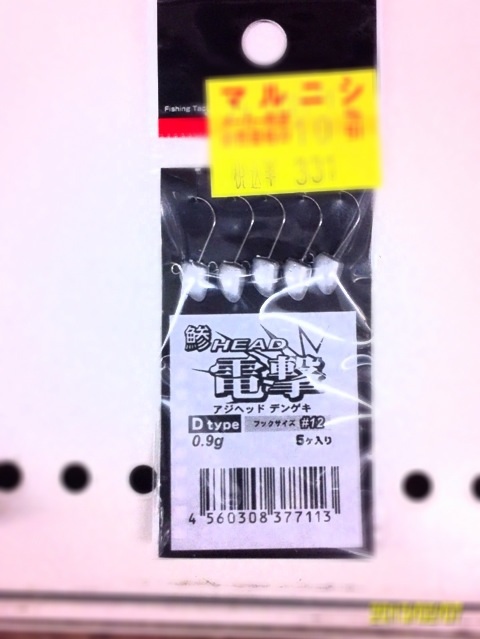 Fishing Tac
マルニシ
331
鯵HEAD
電撃
アジヘッド デンゲキ
D type フックサイズ #12
0.9g 5ヶ入り
4 560308 377113